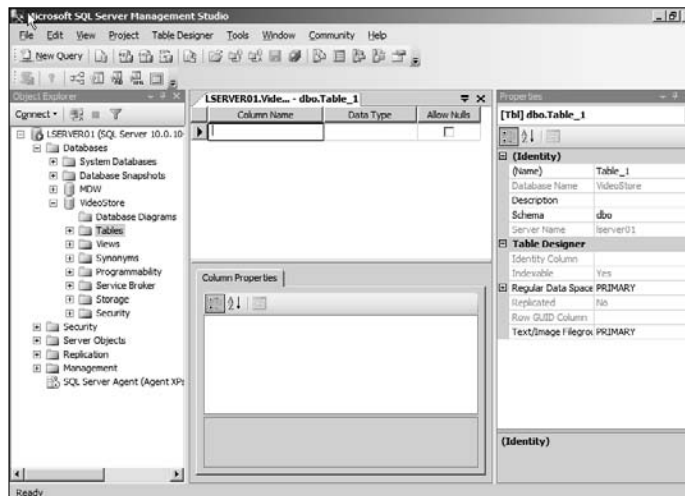 Microsoft SQL Server Management Studio
File Edit View Project Table Designer Tools Window Community Help
New Query
Object Explorer
Connect
LSERVER01 (SQL Server 10.0.10
Databases
System Databases
Database Snapshots
MDW
VideoStore
Database Diagrams
Tables
Views
Synonyms
Programmability
Service Broker
Storage
Security
Security
Server Objects
Replication
Management
SQL Server Agent (Agent XPs
LSERVER01.Vide... - dbo.Table_1
Column Name Data Type Allow Nulls
Column Properties
Properties
[Tbl] dbo.Table_1
(Identity)
(Name) Table_1
Database Name VideoStore
Description
Schema dbo
Server Name lserver01
Table Designer
Identity Column
Indexable Yes
Regular Data Space PRIMARY
Replicated No
Row GUID Column
Text/Image Filegrou PRIMARY
(Identity)
Ready